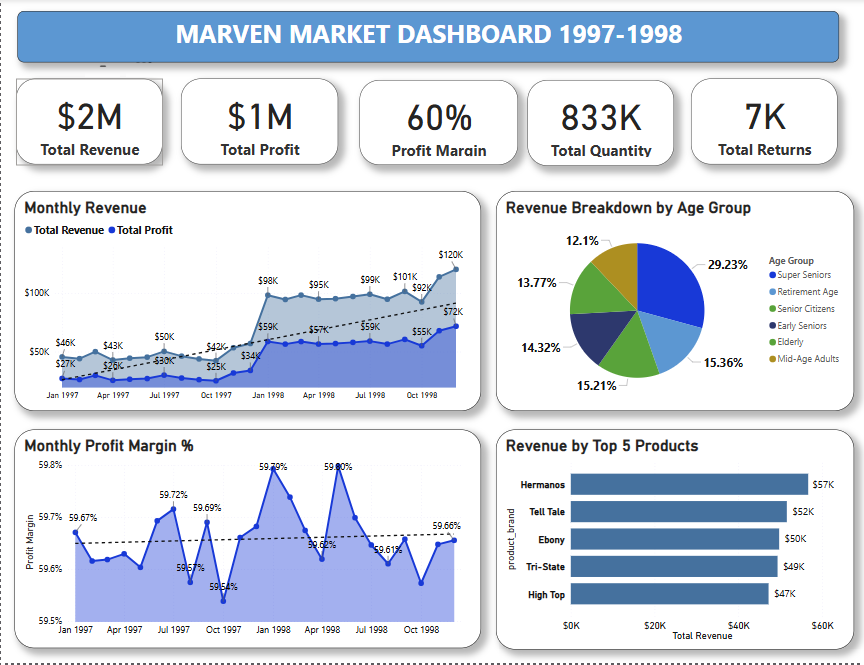 MARVEN MARKET DASHBOARD 1997-1998
$2M
Total Revenue
$1M
Total Profit
60%
Profit Margin
833K
Total Quantity
7K
Total Returns
Monthly Revenue
Total Revenue Total Profit
$100K
$50K
$46K
$27K
$43K
$26K
$50K
$30K
$42K
$25K
$34K
$98K
$59K
$95K
$57K
$99K
$59K
$101K
$92K
$55K
$120K
$72K
Jan 1997 Apr 1997 Jul 1997 Oct 1997 Jan 1998 Apr 1998 Jul 1998 Oct 1998
Revenue Breakdown by Age Group
29.23%
15.36%
15.21%
14.32%
13.77%
12.1%
Age Group
Super Seniors
Retirement Age
Senior Citizens
Early Seniors
Elderly
Mid-Age Adults
Monthly Profit Margin %
Profit Margin
59.8%
59.7%
59.6%
59.5%
59.67%
59.72%
59.57%
59.69%
59.54%
59.79%
59.62%
59.80%
59.61%
59.66%
Jan 1997 Apr 1997 Jul 1997 Oct 1997 Jan 1998 Apr 1998 Jul 1998 Oct 1998
Revenue by Top 5 Products
product_brand
Hermanos $57K
Tell Tale $52K
Ebony $50K
Tri-State $49K
High Top $47K
$0K $20K $40K $60K
Total Revenue